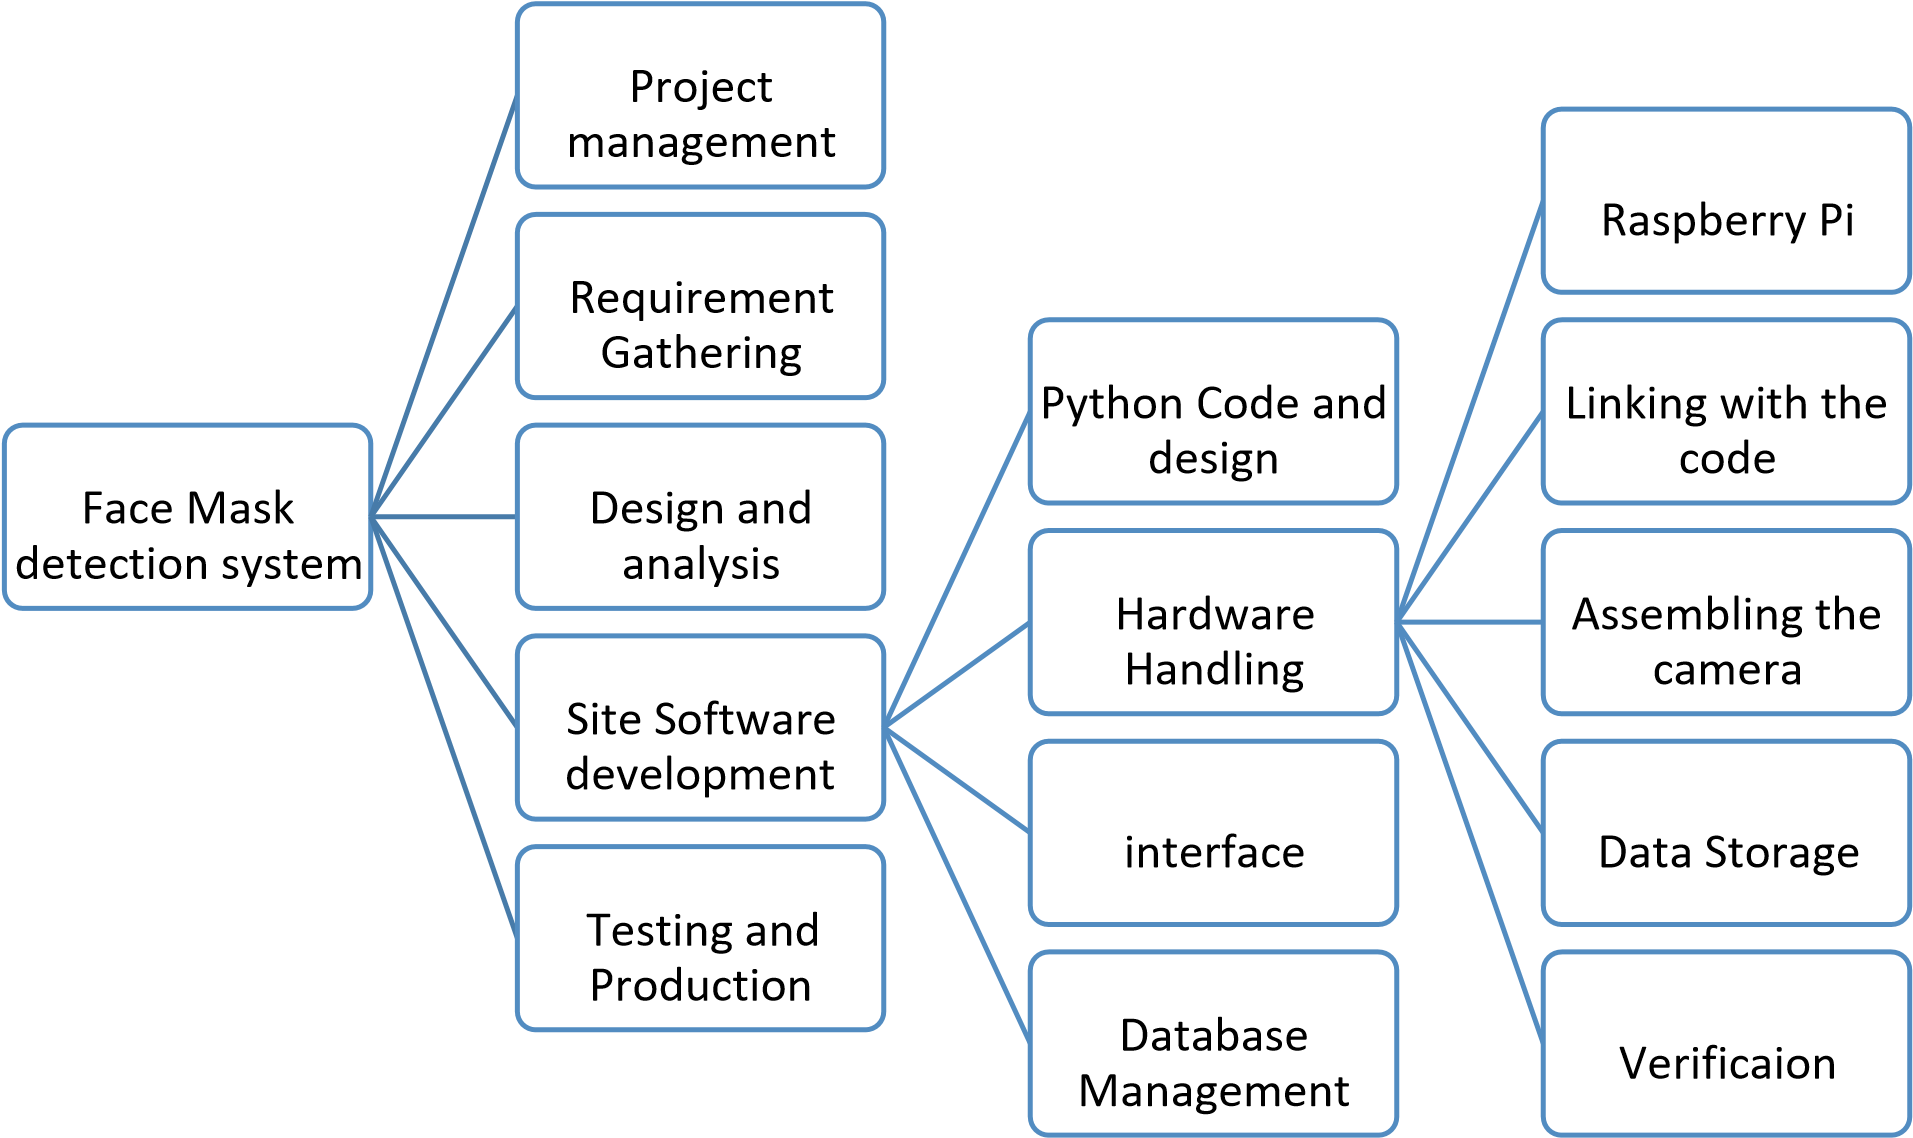 Project
management
Requirement
Gathering
Face Mask
detection system
Design and
analysis
Site Software
development
Testing and
Production
Python Code and
design
Hardware
Handling
interface
Database
Management
Raspberry Pi
Linking with the
code
Assembling the
camera
Data Storage
Verificaion